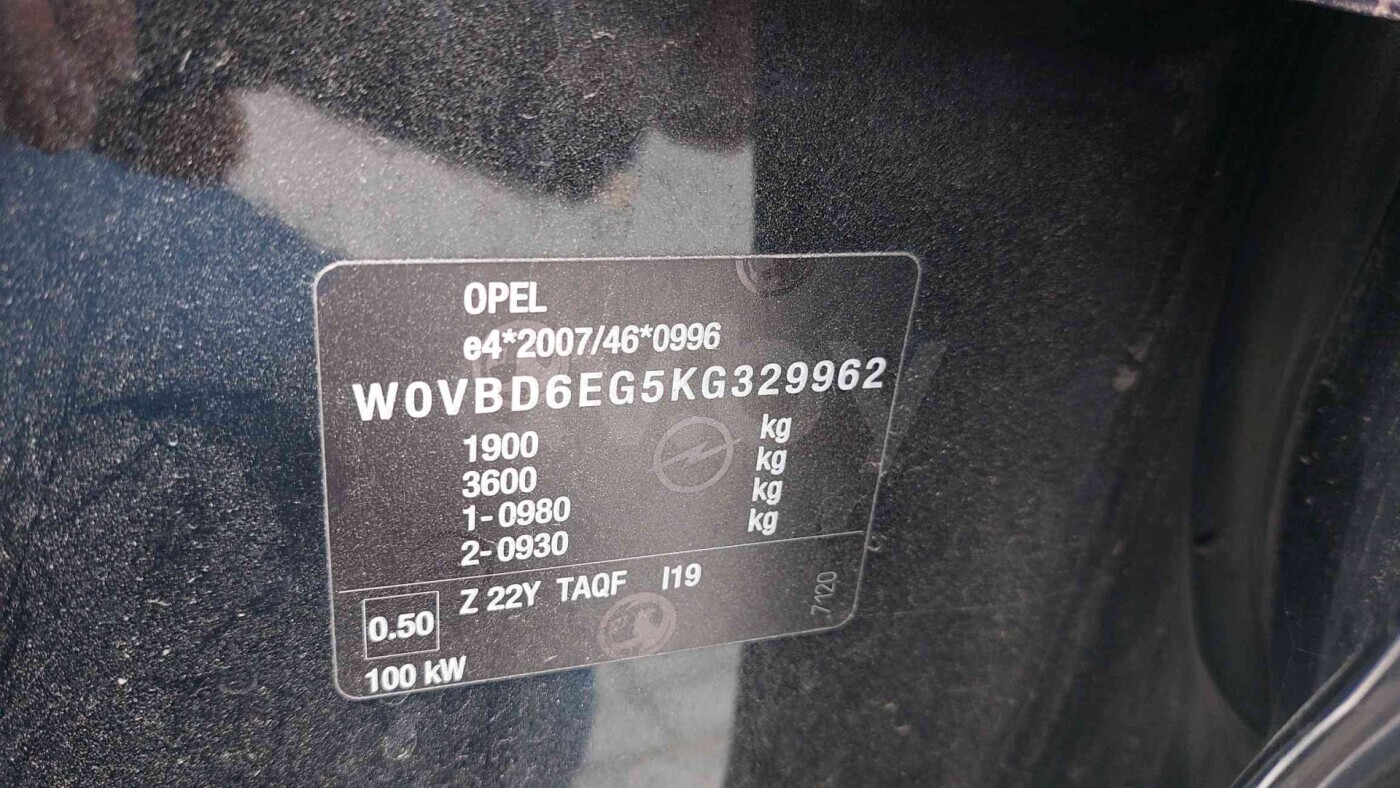 OPEL
e4*2007/46*0996
W0VBD6EG5KG329962
1900 kg
3600 kg
1-0980 kg
2-0930 kg
Z 22Y TAQF I19
0.50
7120
100 kW